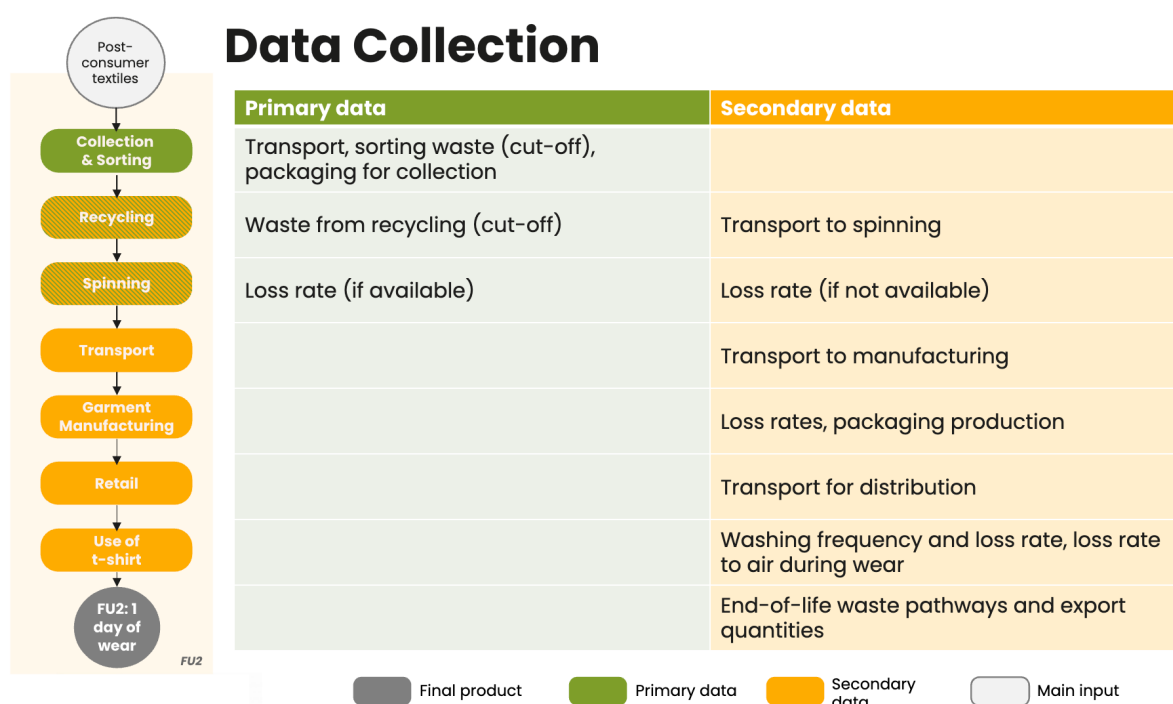 Data Collection
Post-
consumer
textiles
Collection
& Sorting
Recycling
Spinning
Transport
Garment
Manufacturing
Retail
Use of
t-shirt
FU2: 1
day of
wear
FU2
Primary data
Secondary data
Transport, sorting waste (cut-off),
packaging for collection
Waste from recycling (cut-off)
Transport to spinning
Loss rate (if available)
Loss rate (if not available)
Transport to manufacturing
Loss rates, packaging production
Transport for distribution
Washing frequency and loss rate, loss rate
to air during wear
End-of-life waste pathways and export
quantities
Final product
Primary data
Secondary
data
Main input